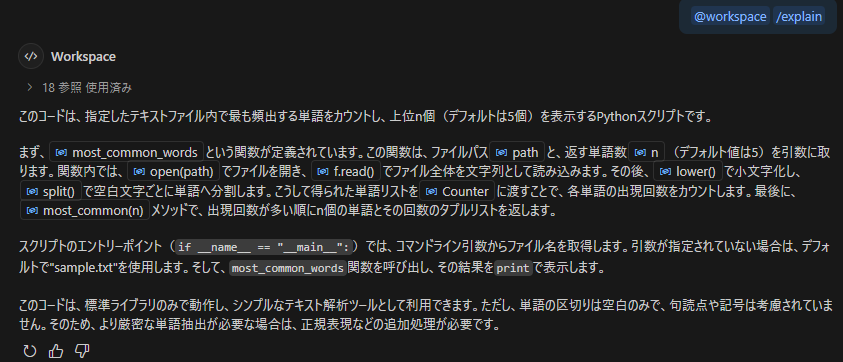 @workspace /explain
Workspace
18 参照 使用済み
このコードは、指定したテキストファイル内で最も頻出する単語をカウントし、上位n個（デフォルトは5個）を表示するPythonスクリプトです。
まず、 most_common_words という関数が定義されています。この関数は、ファイルパス path と、返す単語数 n （デフォルト値は5）を引数に取
ります。関数内では、 open(path) でファイルを開き、 f.read() でファイル全体を文字列として読み込みます。その後、 lower() で小文字化し、
split() で空白文字ごとに単語へ分割します。こうして得られた単語リストを Counter に渡すことで、各単語の出現回数をカウントします。最後に、
most_common(n) メソッドで、出現回数が多い順にn個の単語とその回数のタプルリストを返します。
スクリプトのエントリーポイント（ if __name__ == "__main__": ）では、コマンドライン引数からファイル名を取得します。引数が指定されていない場合は、デフォ
ルトで"sample.txt"を使用します。そして、most_common_words関数を呼び出し、その結果をprintで表示します。
このコードは、標準ライブラリのみで動作し、シンプルなテキスト解析ツールとして利用できます。ただし、単語の区切りは空白のみで、句読点や記号は考慮されていま
せん。そのため、より厳密な単語抽出が必要な場合は、正規表現などの追加処理が必要です。